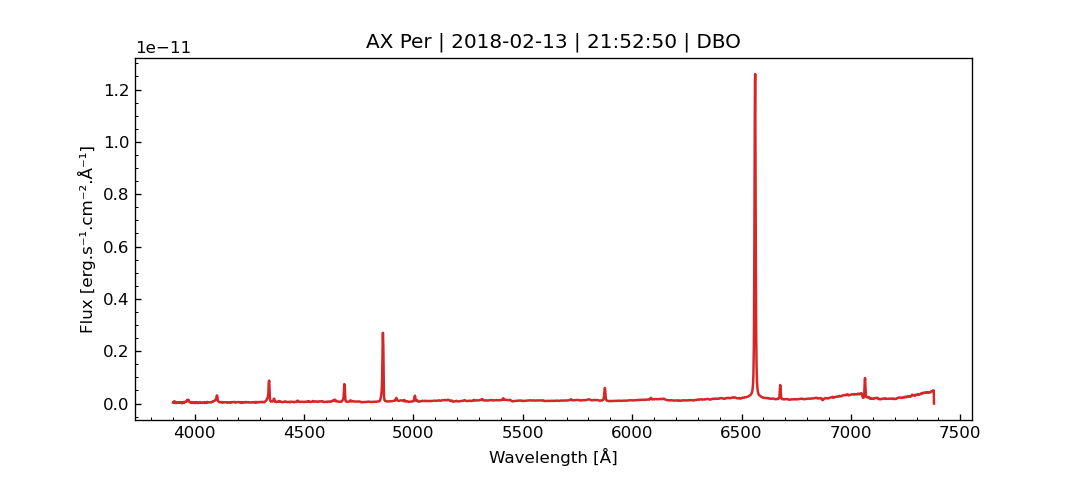 AX Per | 2018-02-13 | 21:52:50 | DBO
1e−11
1.2
1.0
0.8
0.6
0.4
0.2
0.0
Flux [erg.s⁻¹.cm⁻².Å⁻¹]
4000 4500 5000 5500 6000 6500 7000 7500
Wavelength [Å]